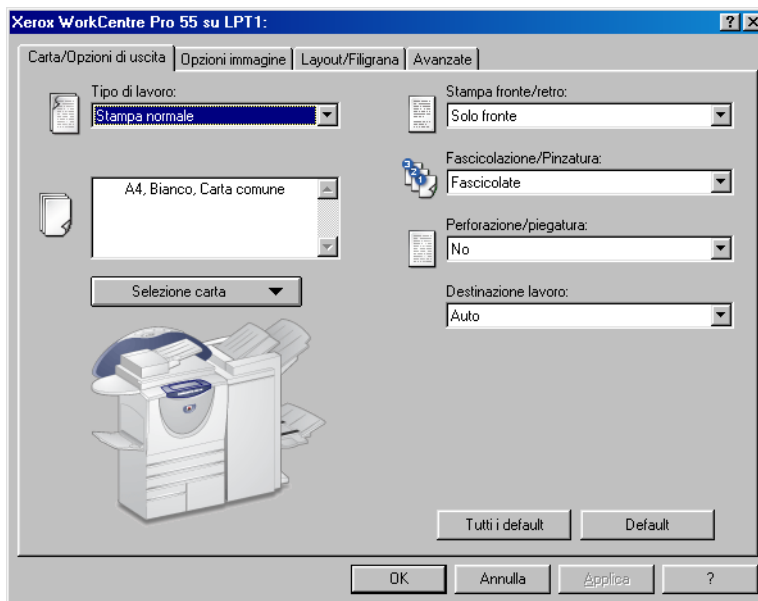 Xerox WorkCentre Pro 55 su LPT1:
Carta/Opzioni di uscita
Opzioni immagine
Layout/Filigrana
Avanzate
Tipo di lavoro:
Stampa normale
A4, Bianco, Carta comune
Selezione carta
Stampa fronte/retro:
Solo fronte
Fascicolazione/Pinzatura:
Fascicolate
Perforazione/piegatura:
No
Destinazione lavoro:
Auto
Tutti i default
Default
OK
Annulla
Applica
?